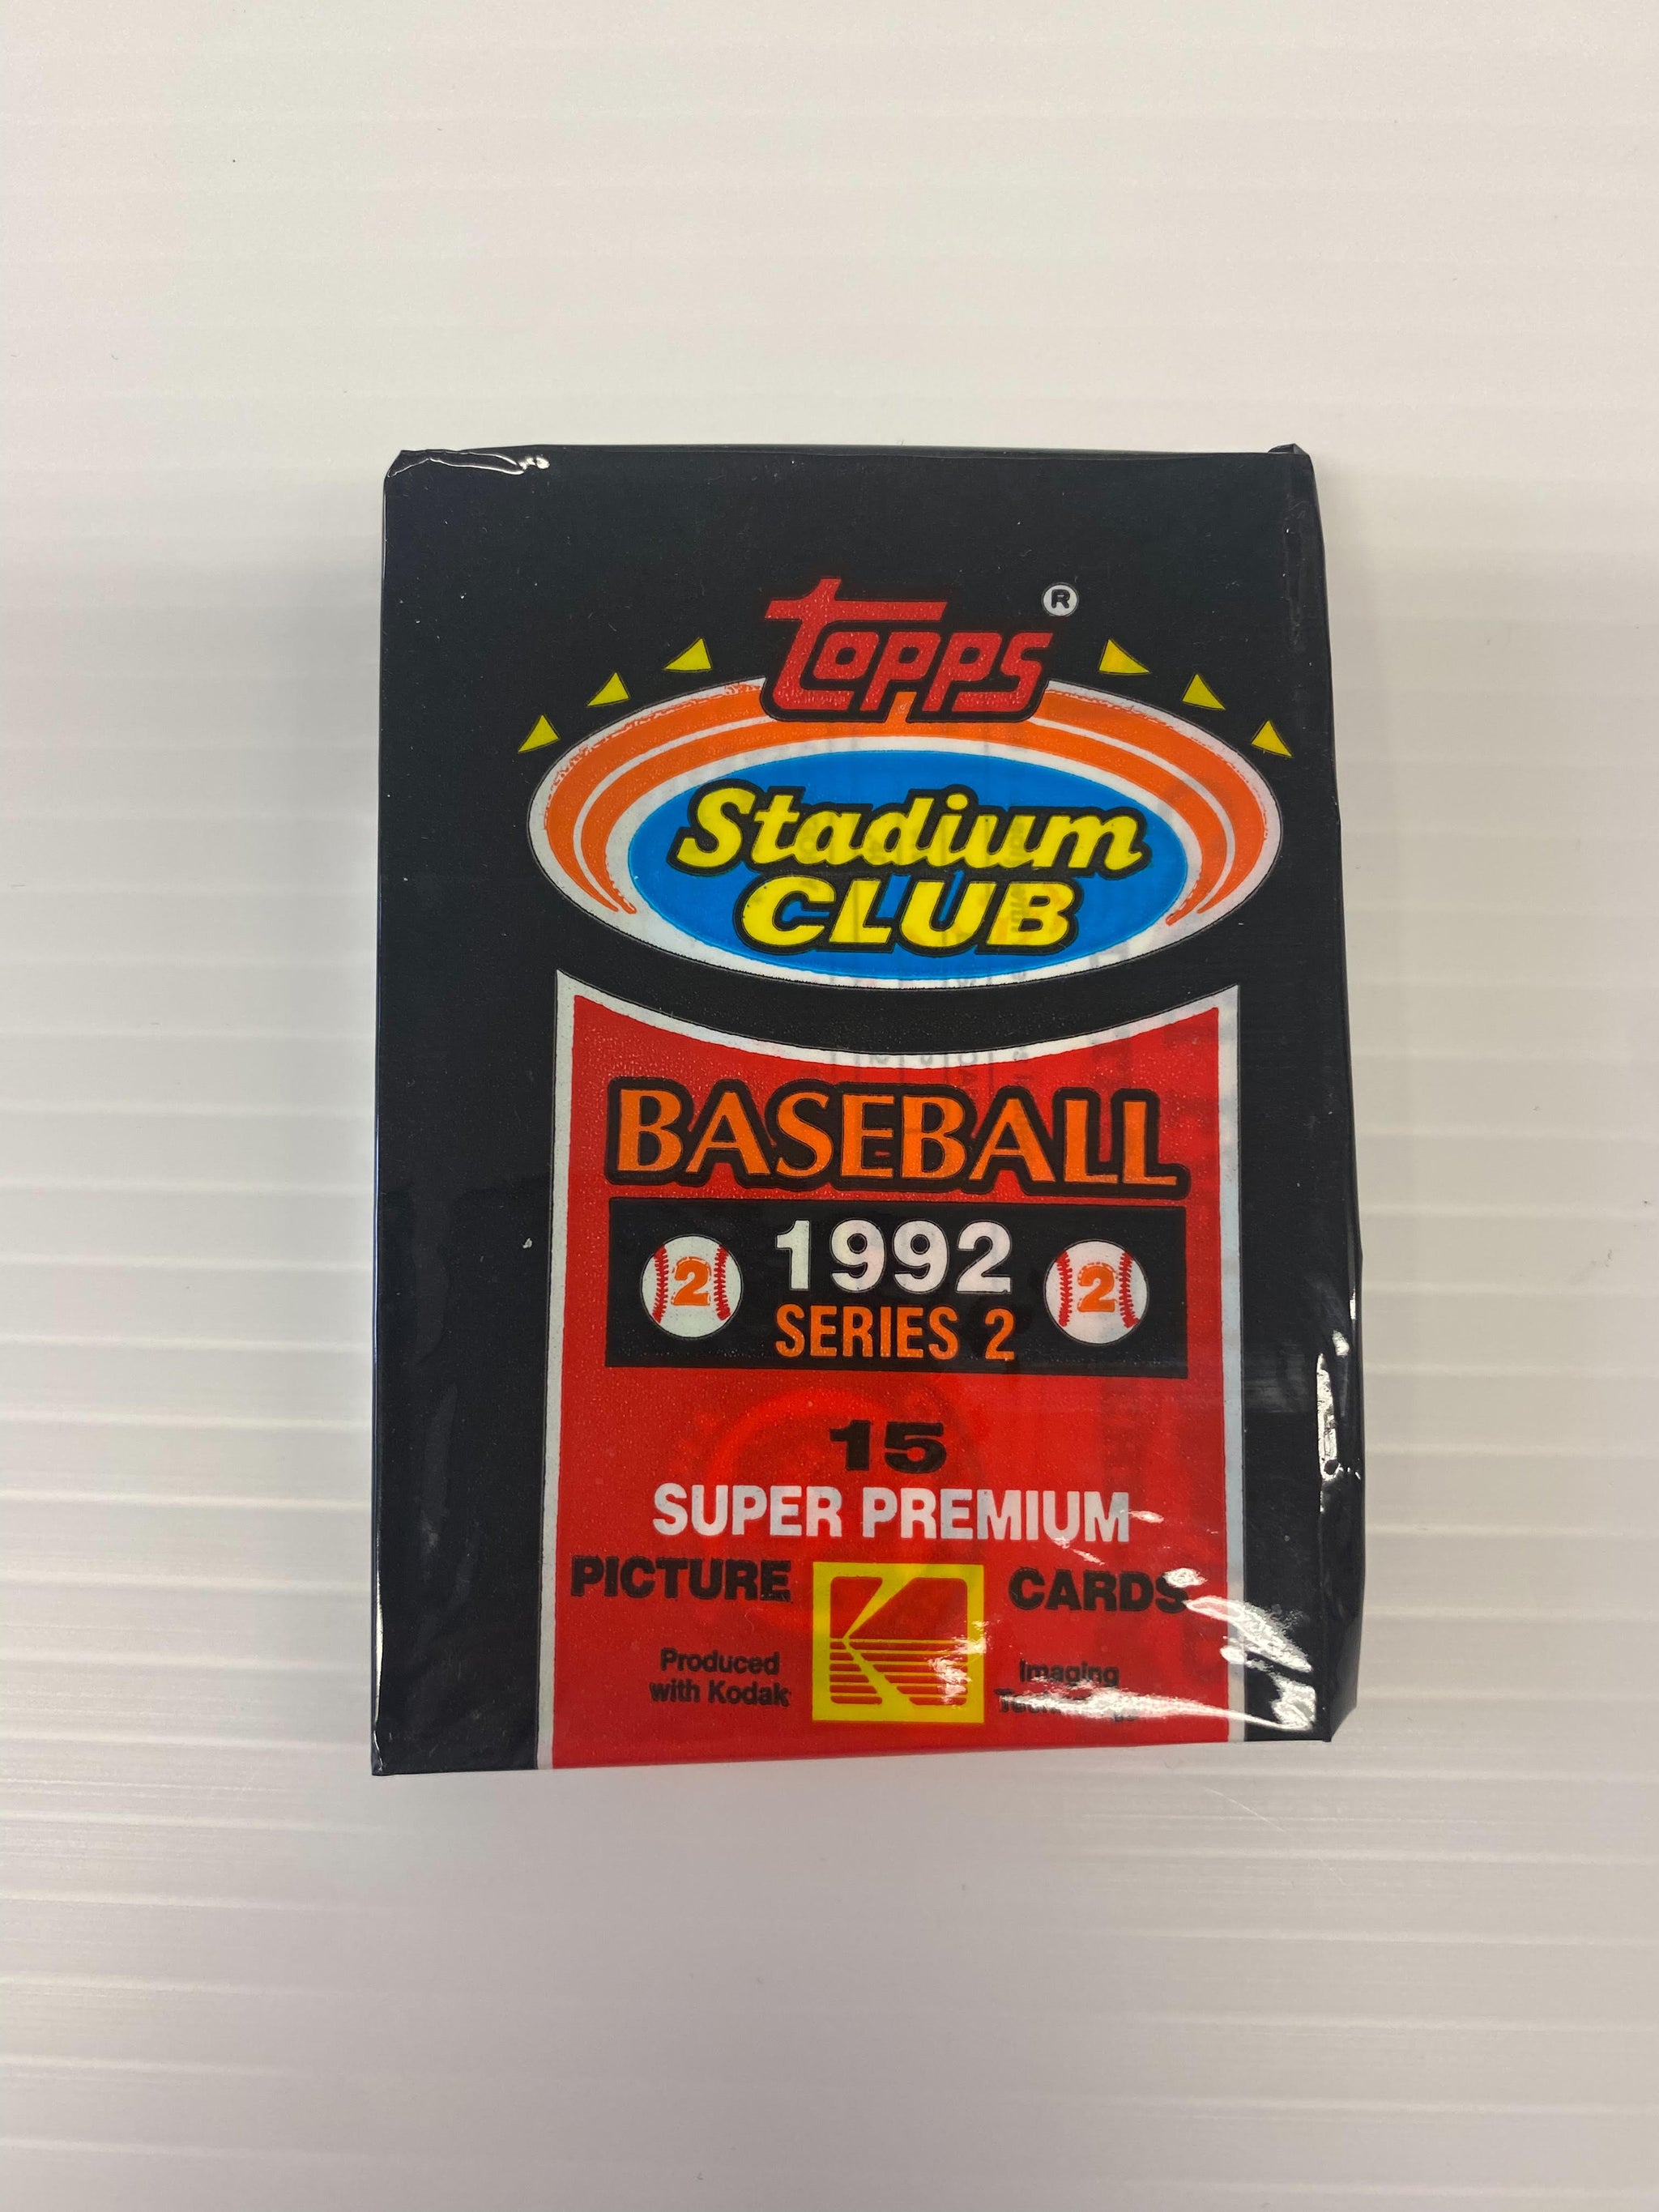 topps ®
Stadium
CLUB
BASEBALL
2 1992 2
SERIES 2
15
SUPER PREMIUM
PICTURE CARDS
Produced Imaging
with Kodak